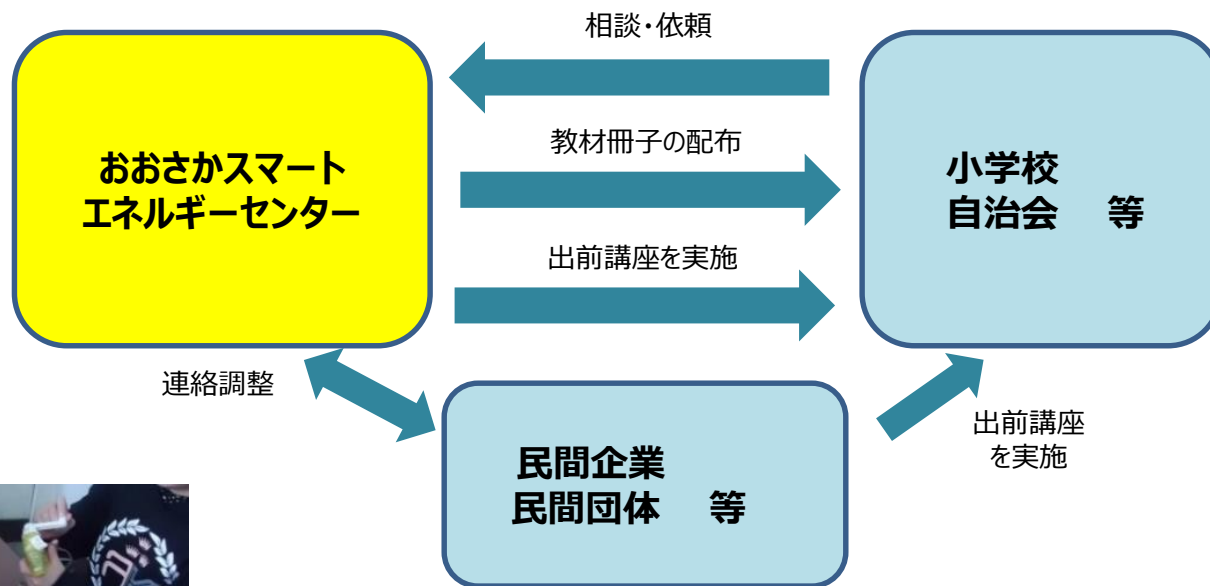 相談・依頼
教材冊子の配布
おおさかスマート
エネルギーセンター
小学校
自治会 等
出前講座を実施
連絡調整
民間企業
民間団体 等
出前講座
を実施